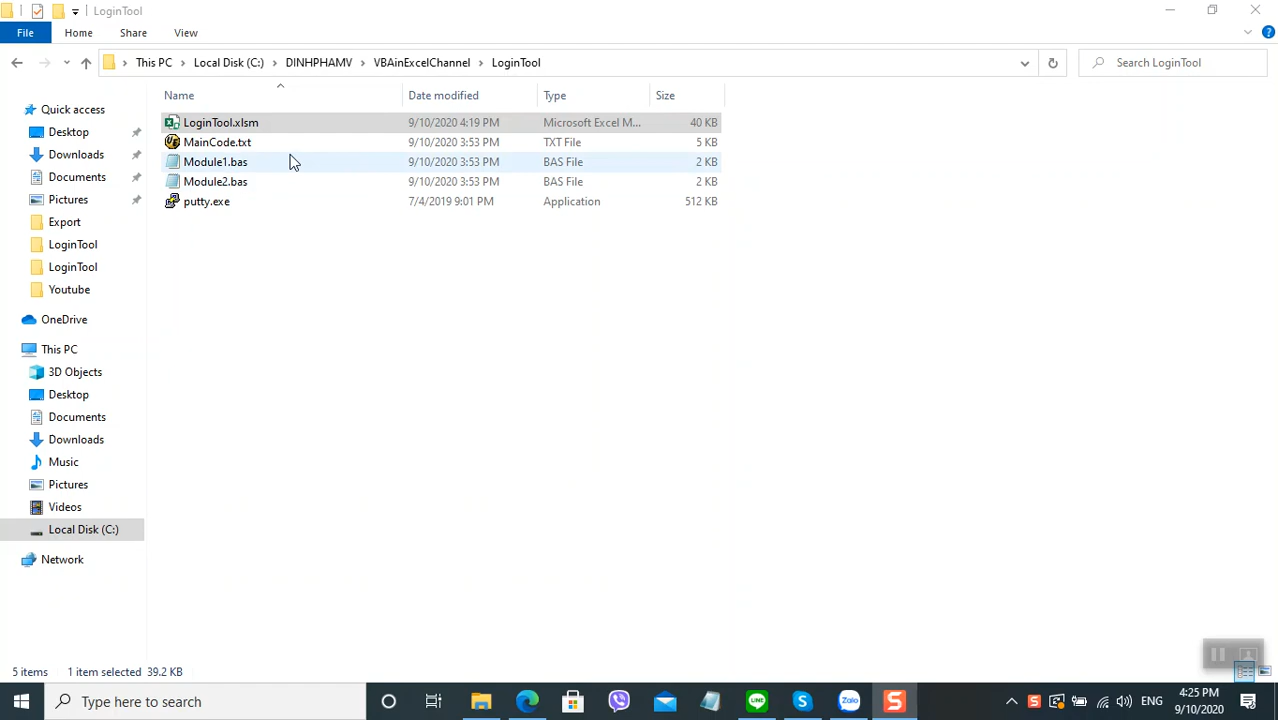 LoginTool
File Home Share View
This PC Local Disk (C:) DINHPHAMV VBAinExcelChannel LoginTool Search LoginTool
Name Date modified Type Size
Quick access
Desktop
Downloads
Documents
Pictures
Export
LoginTool
LoginTool
Youtube
OneDrive
This PC
3D Objects
Desktop
Documents
Downloads
Music
Pictures
Videos
Local Disk (C:)
Network
LoginTool.xlsm 9/10/2020 4:19 PM Microsoft Excel M... 40 KB
MainCode.txt 9/10/2020 3:53 PM TXT File 5 KB
Module1.bas 9/10/2020 3:53 PM BAS File 2 KB
Module2.bas 9/10/2020 3:53 PM BAS File 2 KB
putty.exe 7/4/2019 9:01 PM Application 512 KB
5 items 1 item selected 39.2 KB
Type here to search
ENG
4:25 PM
9/10/2020